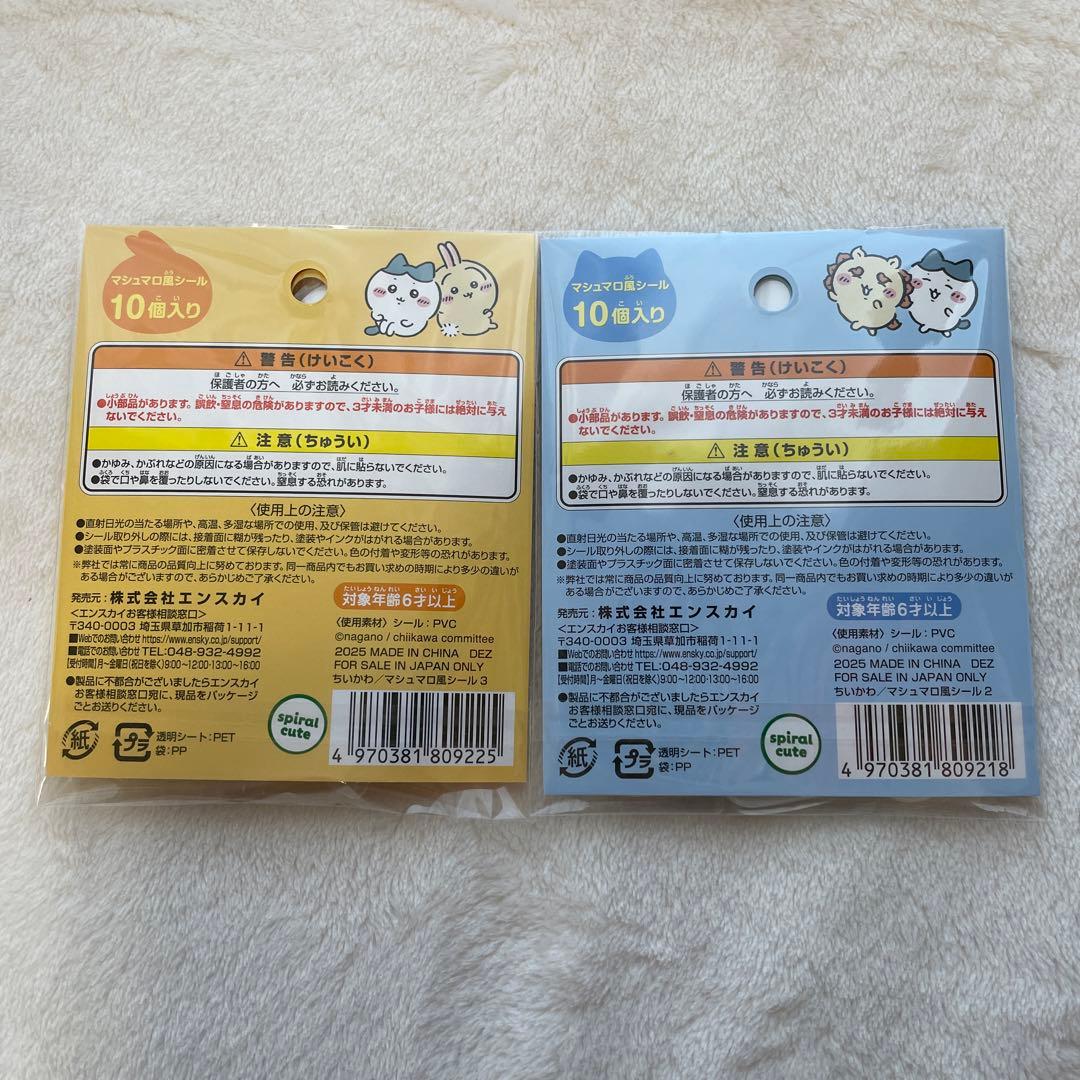 マシュマロ風シール
10個入り
警告(けいこく)
保護者の方へ 必ずお読みください。
●小部品があります。誤飲・窒息の危険がありますので、3才未満のお子様には絶対に与え
ないでください。
注意(ちゅうい)
●かゆみ、かぶれなどの原因になる場合がありますので、肌に貼らないでください。
●袋で口や鼻を覆ったりしないでください。窒息する恐れがあります。
〈使用上の注意〉
●直射日光の当たる場所や、高温、多湿な場所での使用、及び保管は避けてください。
●シール取り外しの際には、接着面に糊が残ったり、塗装やインクがはがれる場合があります。
●塗装面やプラスチック面に密着させて保存しないでください。色の付着や変形等の恐れがあります。
※弊社では常に商品の品質向上に努めております。同一商品内でもお買い求めの時期により多少の違いが
ある場合がございますので、あらかじめご了承ください。
発売元:株式会社エンスカイ
<エンスカイお客様相談窓口>
〒340-0003 埼玉県草加市稲荷1-11-1
■Webでのお問い合わせ https://www.ensky.co.jp/support/
■電話でのお問い合わせ TEL:048-932-4992
[受付時間]月〜金曜日(祝日を除く)9:00〜12:00・13:00〜16:00
●製品に不都合がございましたらエンスカイ
お客様相談窓口宛に、現品をパッケージ
ごとお送りください。
対象年齢6才以上
〈使用素材〉シール:PVC
©nagano / chiikawa committee
2025 MADE IN CHINA DEZ
FOR SALE IN JAPAN ONLY
ちいかわ/マシュマロ風シール 3
紙
プラ
透明シート:PET
袋:PP
spiral
cute
4 970381 809225
マシュマロ風シール
10個入り
警告(けいこく)
保護者の方へ 必ずお読みください。
●小部品があります。誤飲・窒息の危険がありますので、3才未満のお子様には絶対に与え
ないでください。
注意(ちゅうい)
●かゆみ、かぶれなどの原因になる場合がありますので、肌に貼らないでください。
●袋で口や鼻を覆ったりしないでください。窒息する恐れがあります。
〈使用上の注意〉
●直射日光の当たる場所や、高温、多湿な場所での使用、及び保管は避けてください。
●シール取り外しの際には、接着面に糊が残ったり、塗装やインクがはがれる場合があります。
●塗装面やプラスチック面に密着させて保存しないでください。色の付着や変形等の恐れがあります。
※弊社では常に商品の品質向上に努めております。同一商品内でもお買い求めの時期により多少の違いが
ある場合がございますので、あらかじめご了承ください。
発売元:株式会社エンスカイ
<エンスカイお客様相談窓口>
〒340-0003 埼玉県草加市稲荷1-11-1
■Webでのお問い合わせ https://www.ensky.co.jp/support/
■電話でのお問い合わせ TEL:048-932-4992
[受付時間]月〜金曜日(祝日を除く)9:00〜12:00・13:00〜16:00
●製品に不都合がございましたらエンスカイ
お客様相談窓口宛に、現品をパッケージ
ごとお送りください。
対象年齢6才以上
〈使用素材〉シール:PVC
©nagano / chiikawa committee
2025 MADE IN CHINA DEZ
FOR SALE IN JAPAN ONLY
ちいかわ/マシュマロ風シール 2
紙
プラ
透明シート:PET
袋:PP
spiral
cute
4 970381 809218